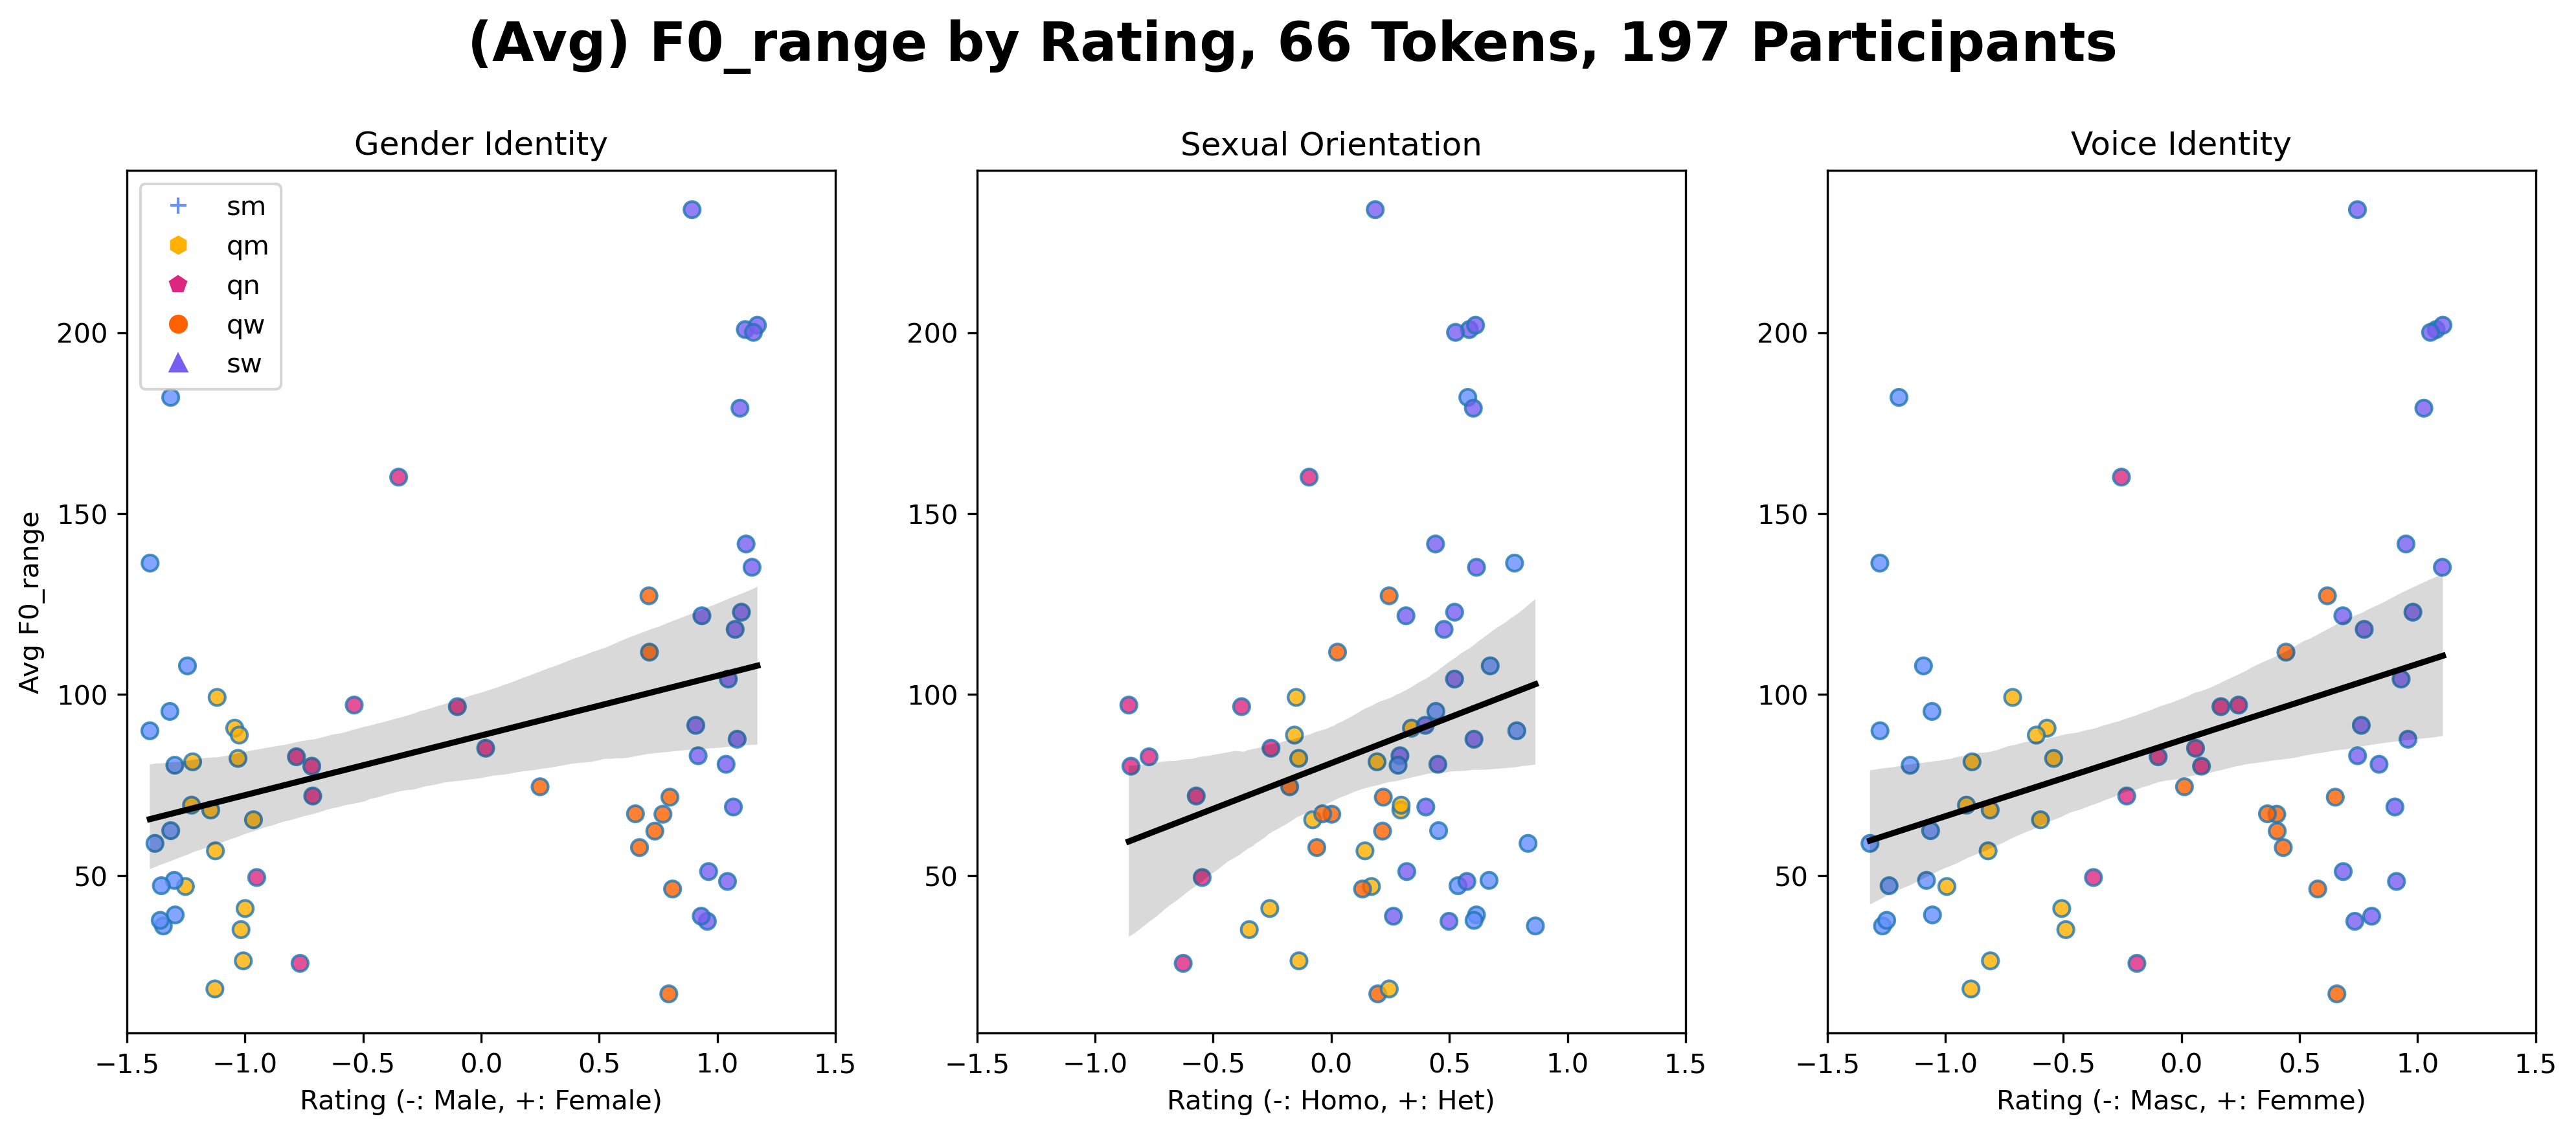 (Avg) F0_range by Rating, 66 Tokens, 197 Participants
Gender Identity
Sexual Orientation
Voice Identity
sm
qm
qn
qw
sw
Avg F0_range
200
150
100
50
−1.5 −1.0 −0.5 0.0 0.5 1.0 1.5
Rating (-: Male, +: Female)
200
150
100
50
−1.5 −1.0 −0.5 0.0 0.5 1.0 1.5
Rating (-: Homo, +: Het)
200
150
100
50
−1.5 −1.0 −0.5 0.0 0.5 1.0 1.5
Rating (-: Masc, +: Femme)